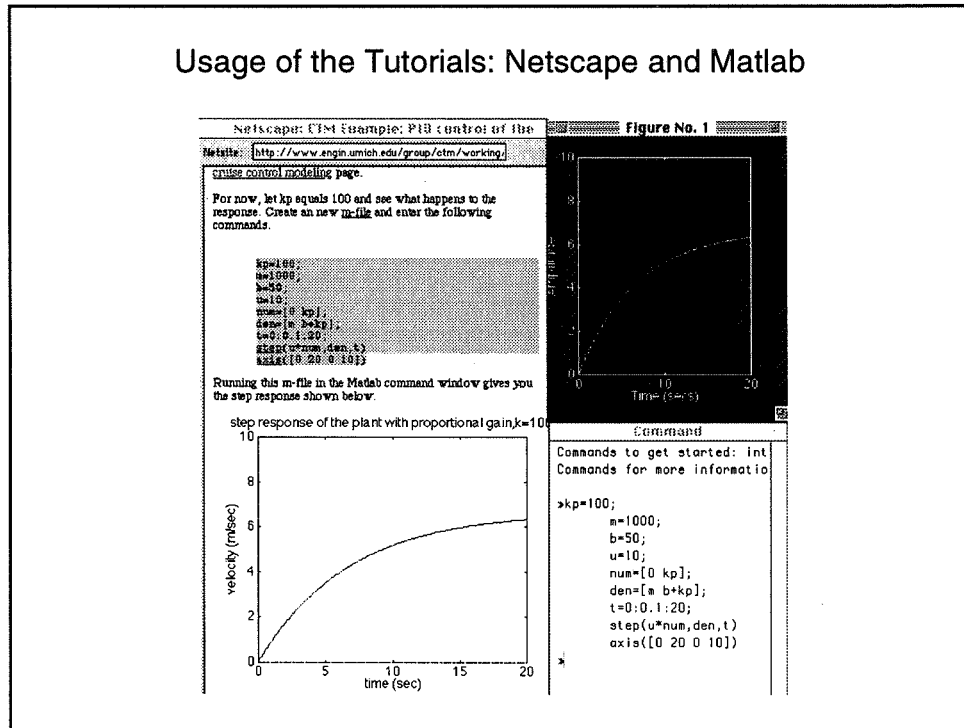 Usage of the Tutorials: Netscape and Matlab
Netscape: CTM Example: PID control of the
Netsite: http://www.engin.umich.edu/group/ctm/working/
cruise control modeling page.
For now, let kp equals 100 and see what happens to the
response. Create an new m-file and enter the following
commands.
kp=100;
m=1000;
b=50;
u=10;
num=[0 kp];
den=[m b+kp];
t=0:0.1:20;
step(u*num,den,t)
axis([0 20 0 10])
Running this m-file in the Matlab command window gives you
the step response shown below.
step response of the plant with proportional gain,k=100
10
8
6
4
2
0
0 5 10 15 20
velocity (m/sec)
time (sec)
Figure No. 1
10
8
6
4
2
0
0 10 20
Amplitude
Time (secs)
Command
Commands to get started: int
Commands for more informatio
»kp=100;
m=1000;
b=50;
u=10;
num=[0 kp];
den=[m b+kp];
t=0:0.1:20;
step(u*num,den,t)
axis([0 20 0 10])
»